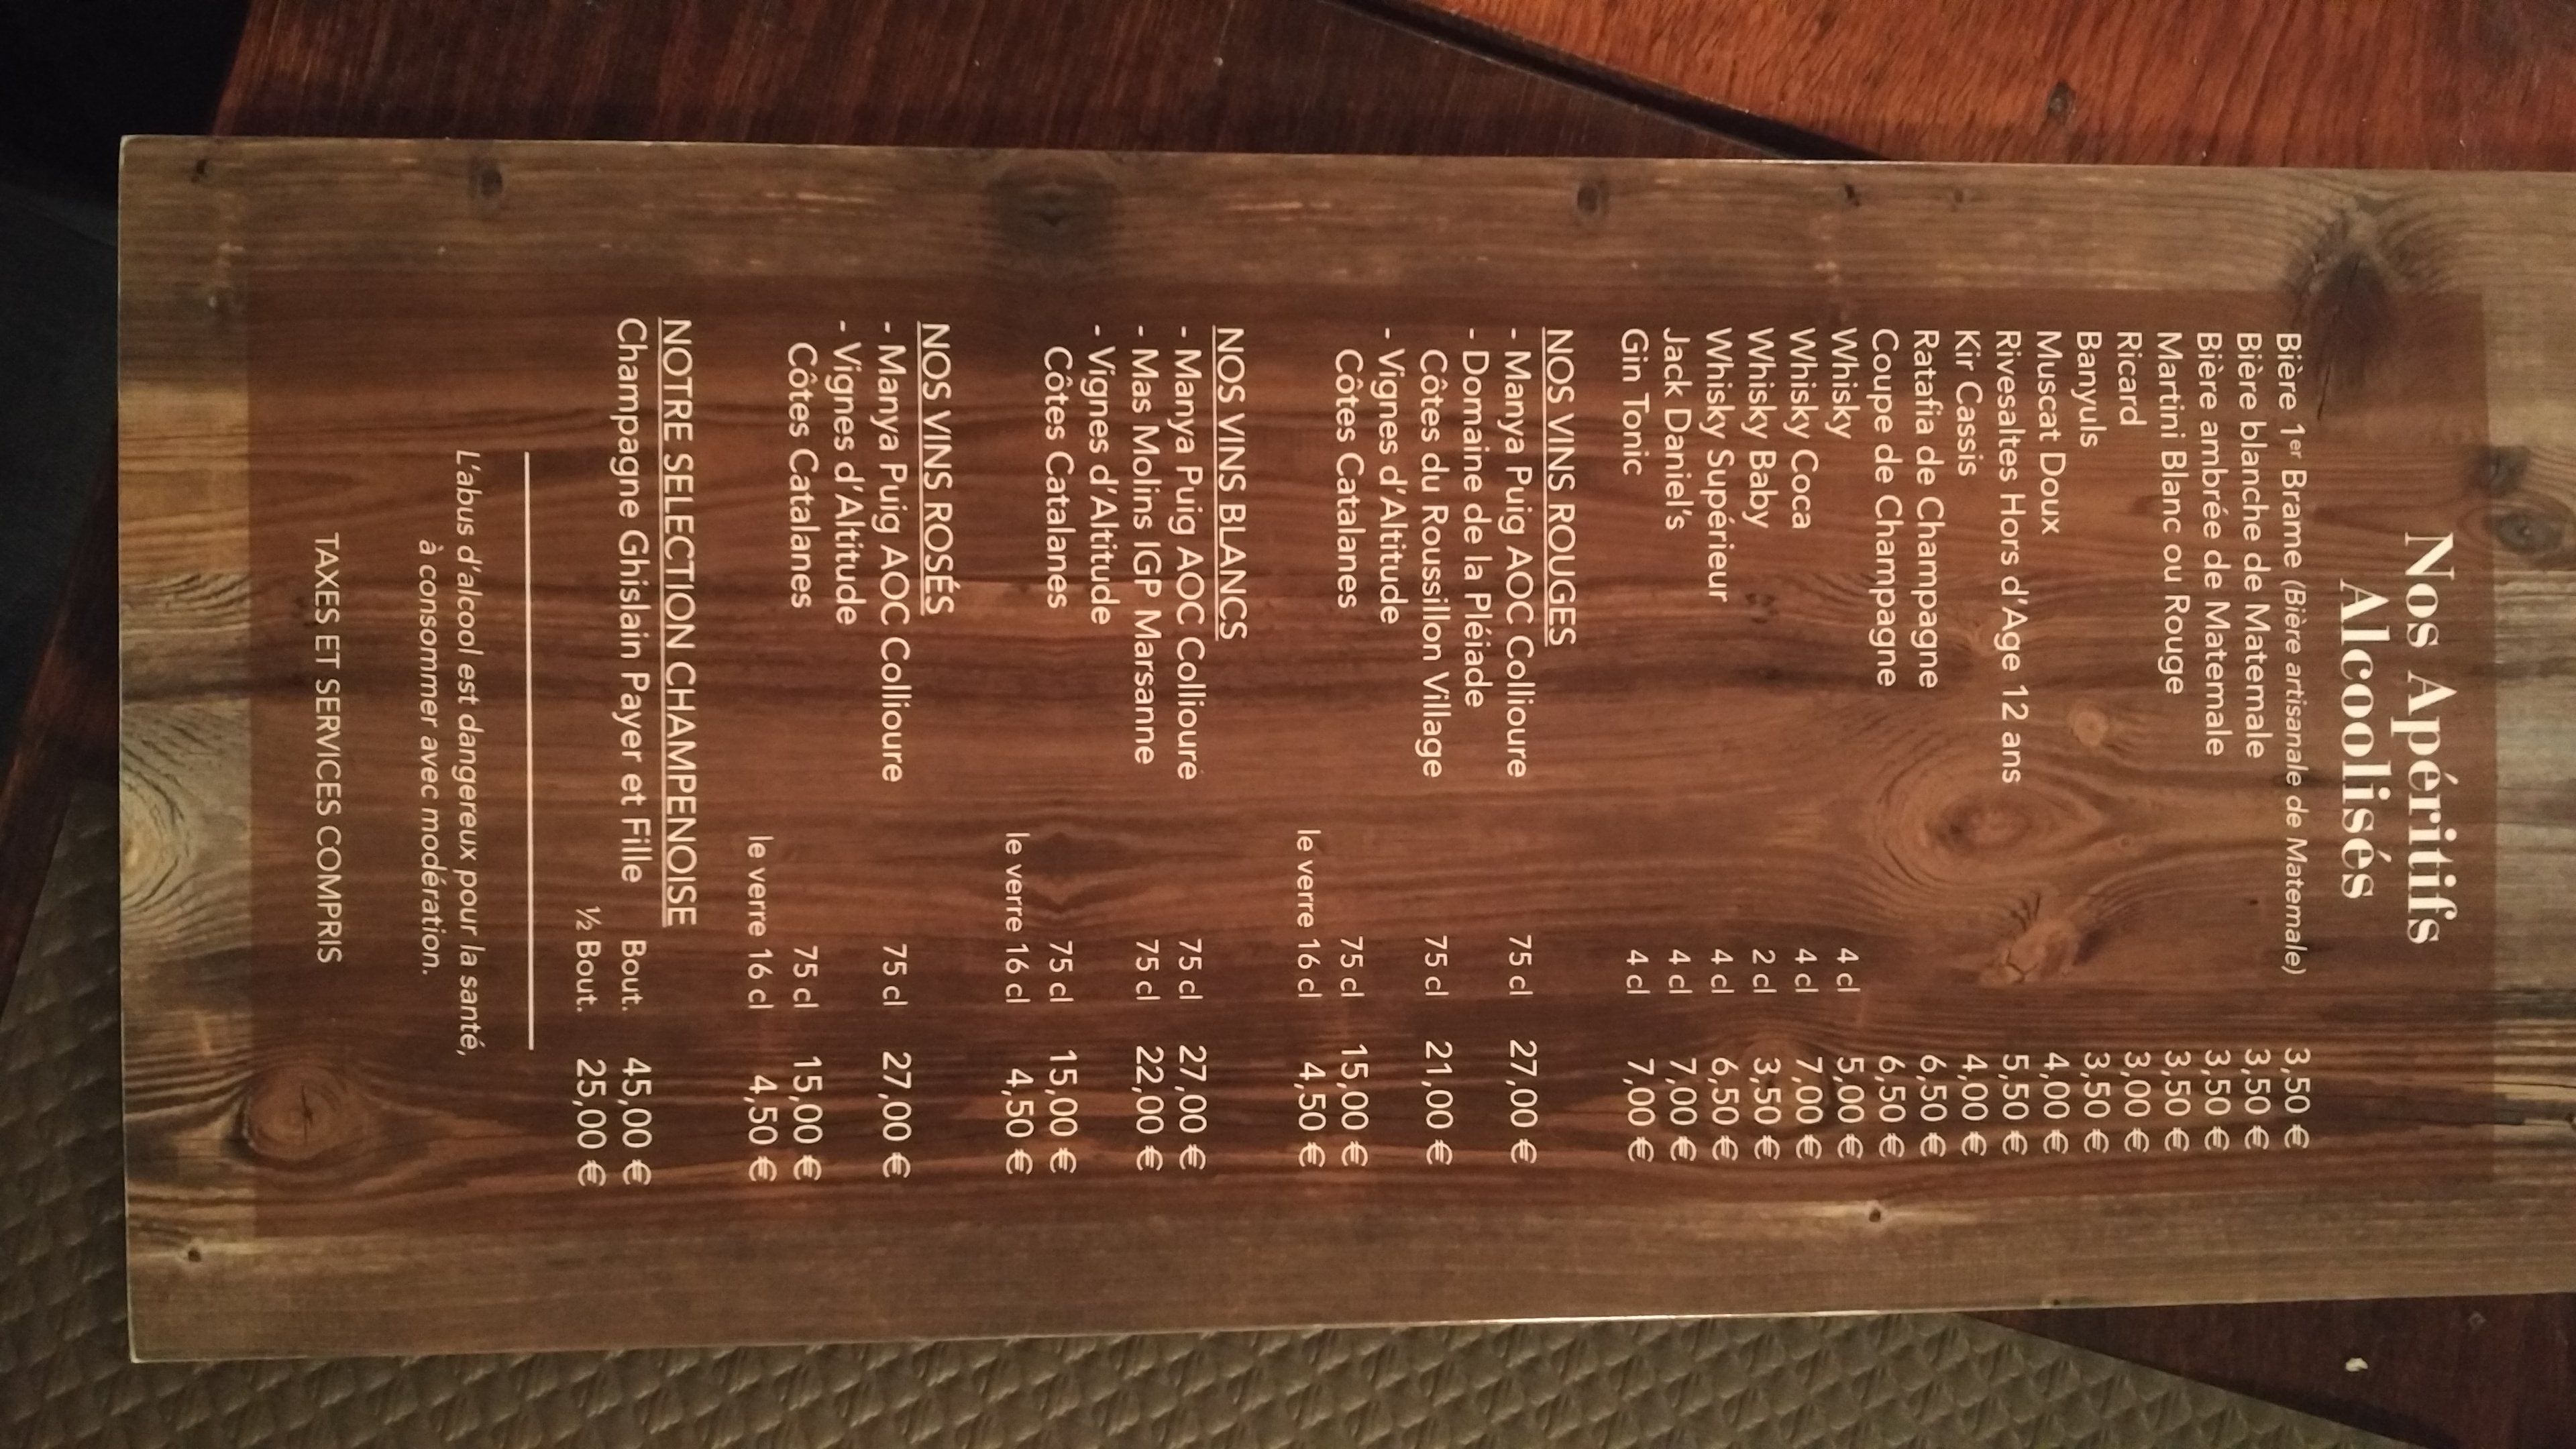 Nos Apéritifs
Alcoolisés
Bière 1er Brame (Bière artisanale de Matemale) 3,50 €
Bière blanche de Matemale 3,50 €
Bière ambrée de Matemale 3,50 €
Martini Blanc ou Rouge 3,50 €
Ricard 3,00 €
Banyuls 3,50 €
Muscat Doux 4,00 €
Rivesaltes Hors d'Age 12 ans 5,50 €
Kir Cassis 4,00 €
Ratafia de Champagne 6,50 €
Coupe de Champagne 6,50 €
Whisky 4 cl 5,00 €
Whisky Coca 4 cl 7,00 €
Whisky Baby 2 cl 3,50 €
Whisky Supérieur 4 cl 6,50 €
Jack Daniel's 4 cl 7,00 €
Gin Tonic 4 cl 7,00 €
NOS VINS ROUGES
- Manya Puig AOC Collioure 75 cl 27,00 €
- Domaine de la Pléiade
Côtes du Roussillon Village 75 cl 21,00 €
- Vignes d'Altitude
Côtes Catalanes 75 cl 15,00 €
le verre 16 cl 4,50 €
NOS VINS BLANCS
- Manya Puig AOC Collioure 75 cl 27,00 €
- Mas Molins IGP Marsanne 75 cl 22,00 €
- Vignes d'Altitude
Côtes Catalanes 75 cl 15,00 €
le verre 16 cl 4,50 €
NOS VINS ROSÉS
- Manya Puig AOC Collioure 75 cl 27,00 €
- Vignes d'Altitude
Côtes Catalanes 75 cl 15,00 €
le verre 16 cl 4,50 €
NOTRE SELECTION CHAMPENOISE
Champagne Ghislain Payer et Fille Bout. 45,00 €
½ Bout. 25,00 €
L'abus d'alcool est dangereux pour la santé,
à consommer avec modération.
TAXES ET SERVICES COMPRIS